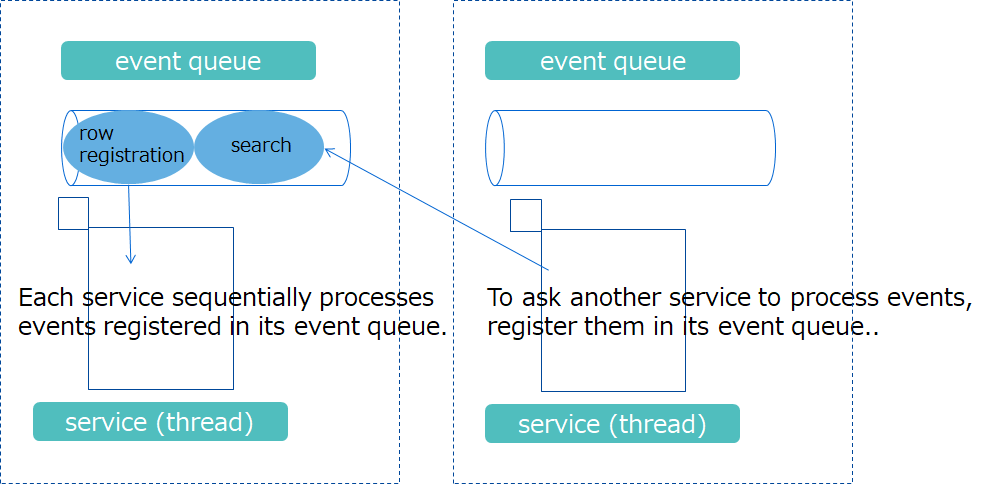 event queue
row
registration
search
Each service sequentially processes
events registered in its event queue.
service (thread)
event queue
To ask another service to process events,
register them in its event queue..
service (thread)